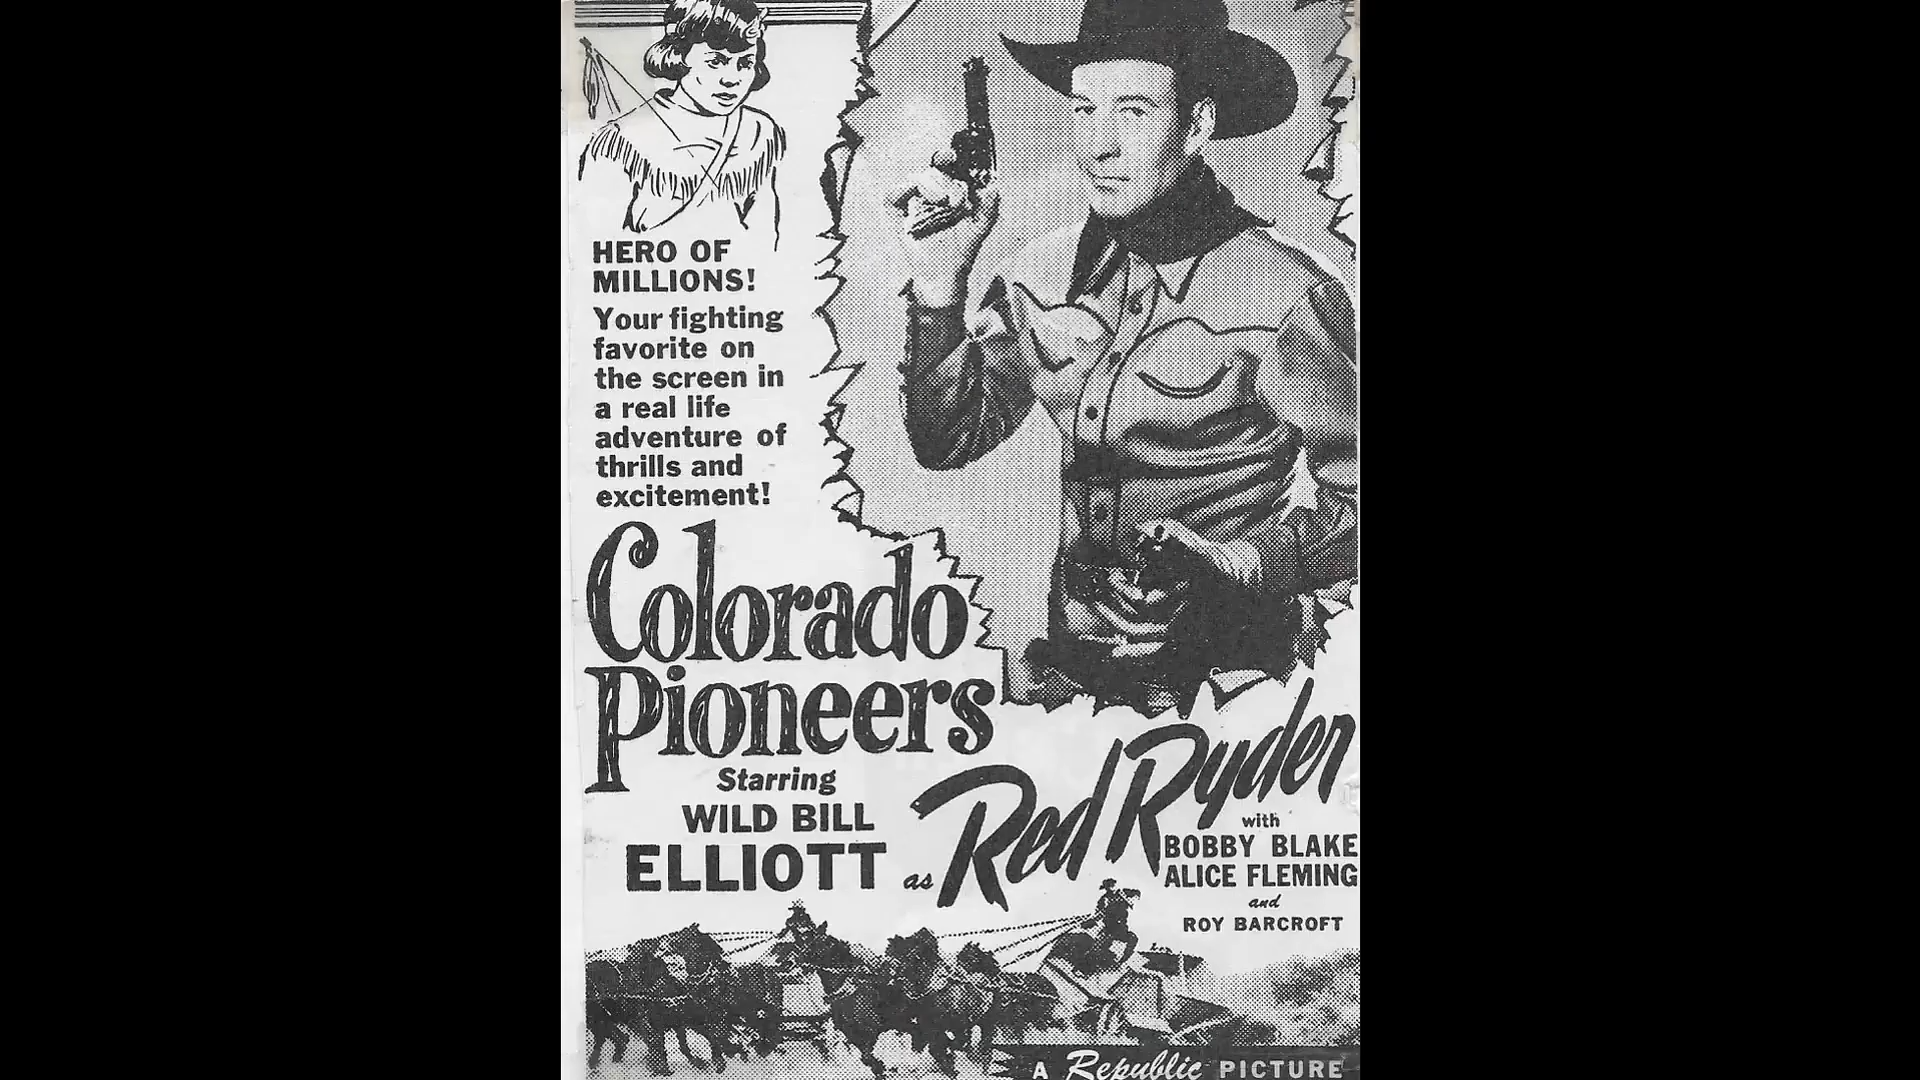 HERO OF
MILLIONS!
Your fighting
favorite on
the screen in
a real life
adventure of
thrills and
excitement!
Colorado
Pioneers
Starring
WILD BILL
ELLIOTT
as Red Ryder
with
BOBBY BLAKE
ALICE FLEMING
and
ROY BARCROFT
A Republic PICTURE